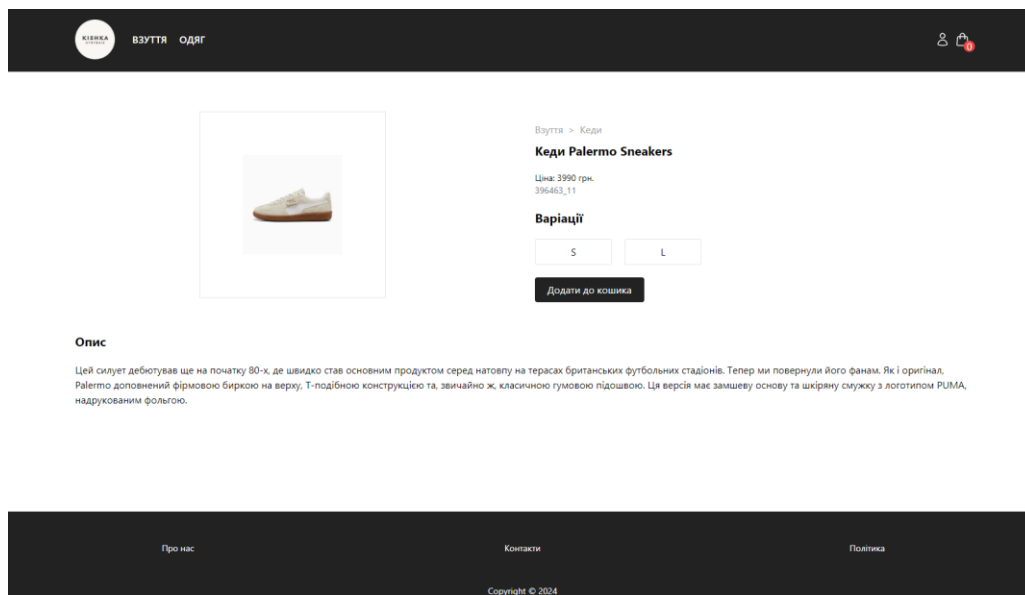 KISHKA
ВЗУТТЯ ОДЯГ
0
Взуття > Кеди
Кеди Palermo Sneakers
Ціна: 3990 грн.
396463_11
Варіації
S L
Додати до кошика
Опис
Цей силует дебютував ще на початку 80-х, де швидко став основним продуктом серед натовпу на терасах британських футбольних стадіонів. Тепер ми повернули його фанам. Як і оригінал,
Palermo доповнений фірмовою биркою на верху, Т-подібною конструкцією та, звичайно ж, класичною гумовою підошвою. Ця версія має замшеву основу та шкіряну смужку з логотипом PUMA,
надрукованим фольгою.
Про нас Контакти Політика
Copyright © 2024